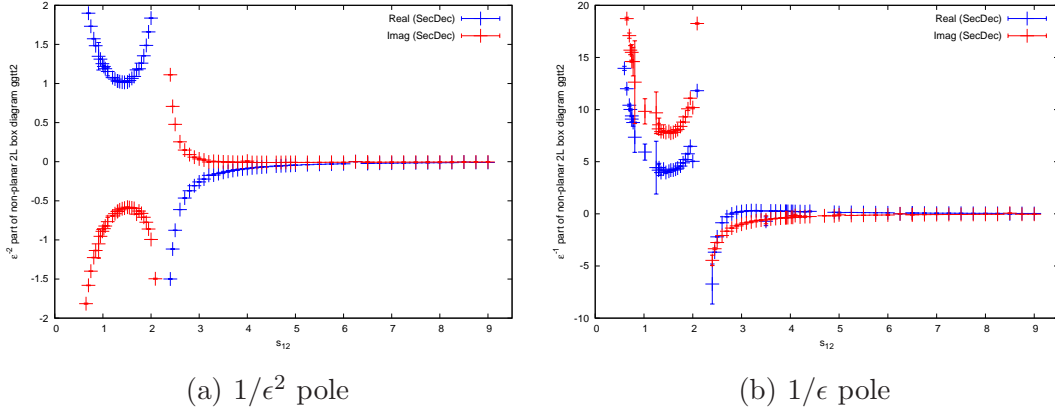 ε⁻² part of non-planar 2L box diagram ggtt2
2
1.5
1
0.5
0
-0.5
-1
-1.5
-2
0 1 2 3 4 5 6 7 8 9
s₁₂
Real (SecDec)
Imag (SecDec)
(a) 1/ϵ² pole
ε⁻¹ part of non-planar 2L box diagram ggtt2
20
15
10
5
0
-5
-10
0 1 2 3 4 5 6 7 8 9
s₁₂
Real (SecDec)
Imag (SecDec)
(b) 1/ϵ pole